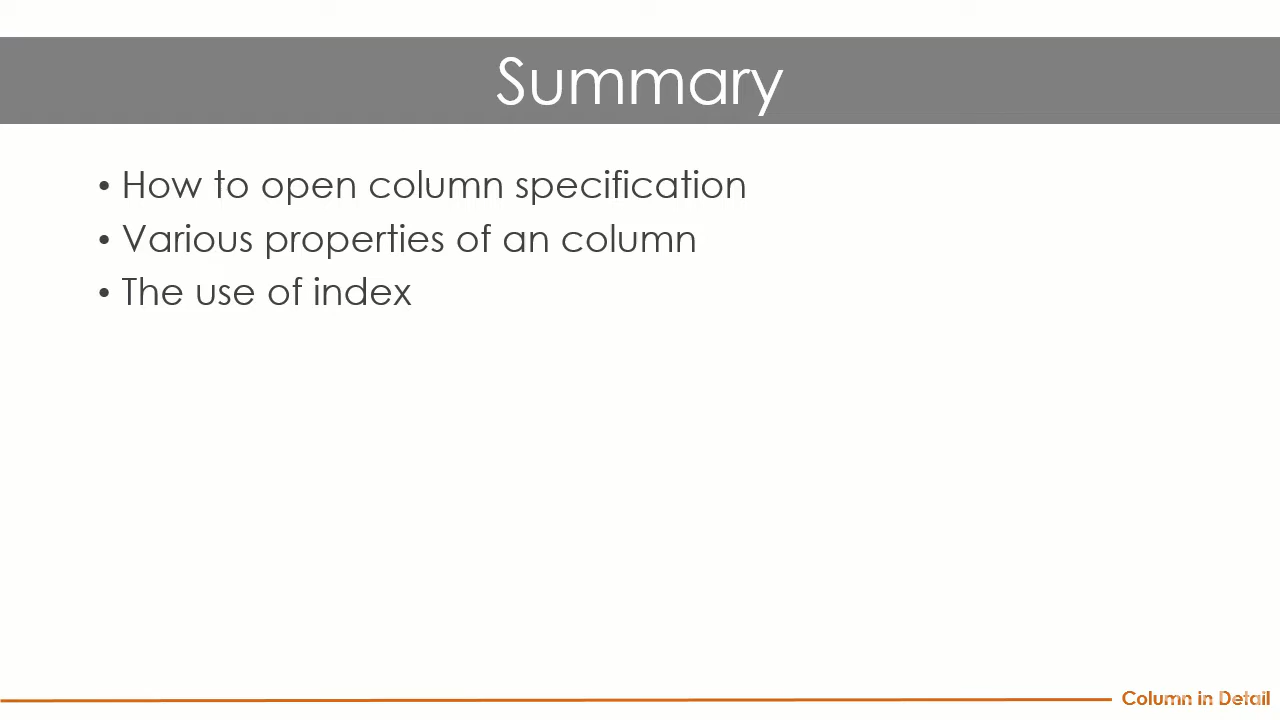 Summary
• How to open column specification
• Various properties of an column
• The use of index
Column in Detail